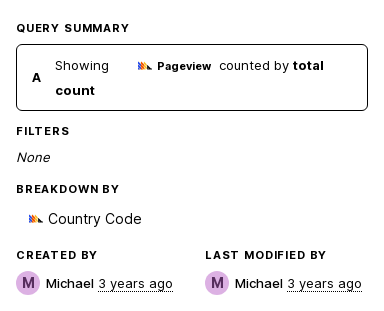 QUERY SUMMARY
A Showing Pageview counted by total
count
FILTERS
None
BREAKDOWN BY
Country Code
CREATED BY LAST MODIFIED BY
M Michael 3 years ago M Michael 3 years ago